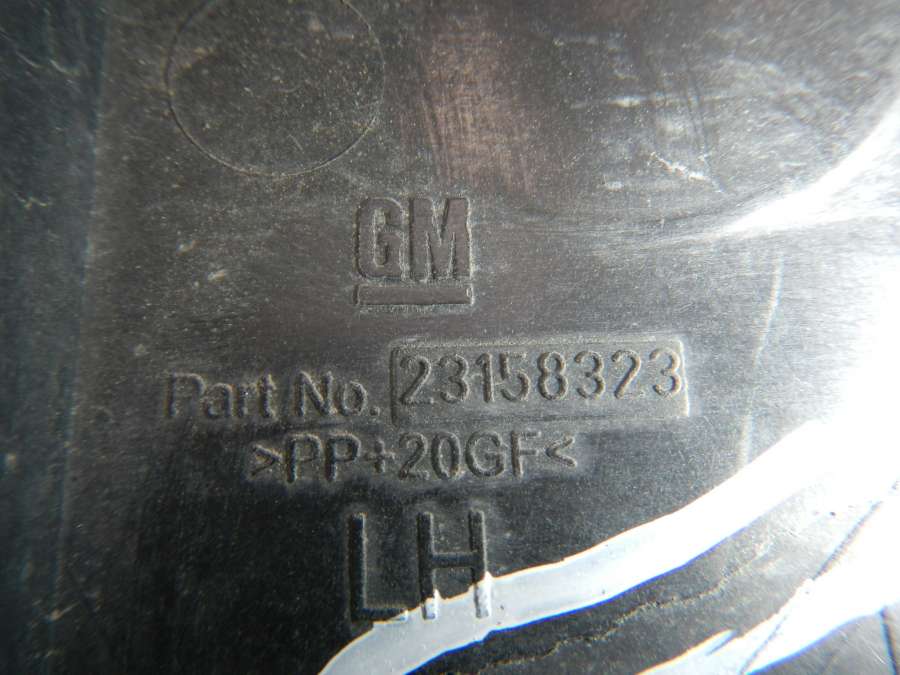 GM
Part No. 23158323
>PP+20GF<
LH